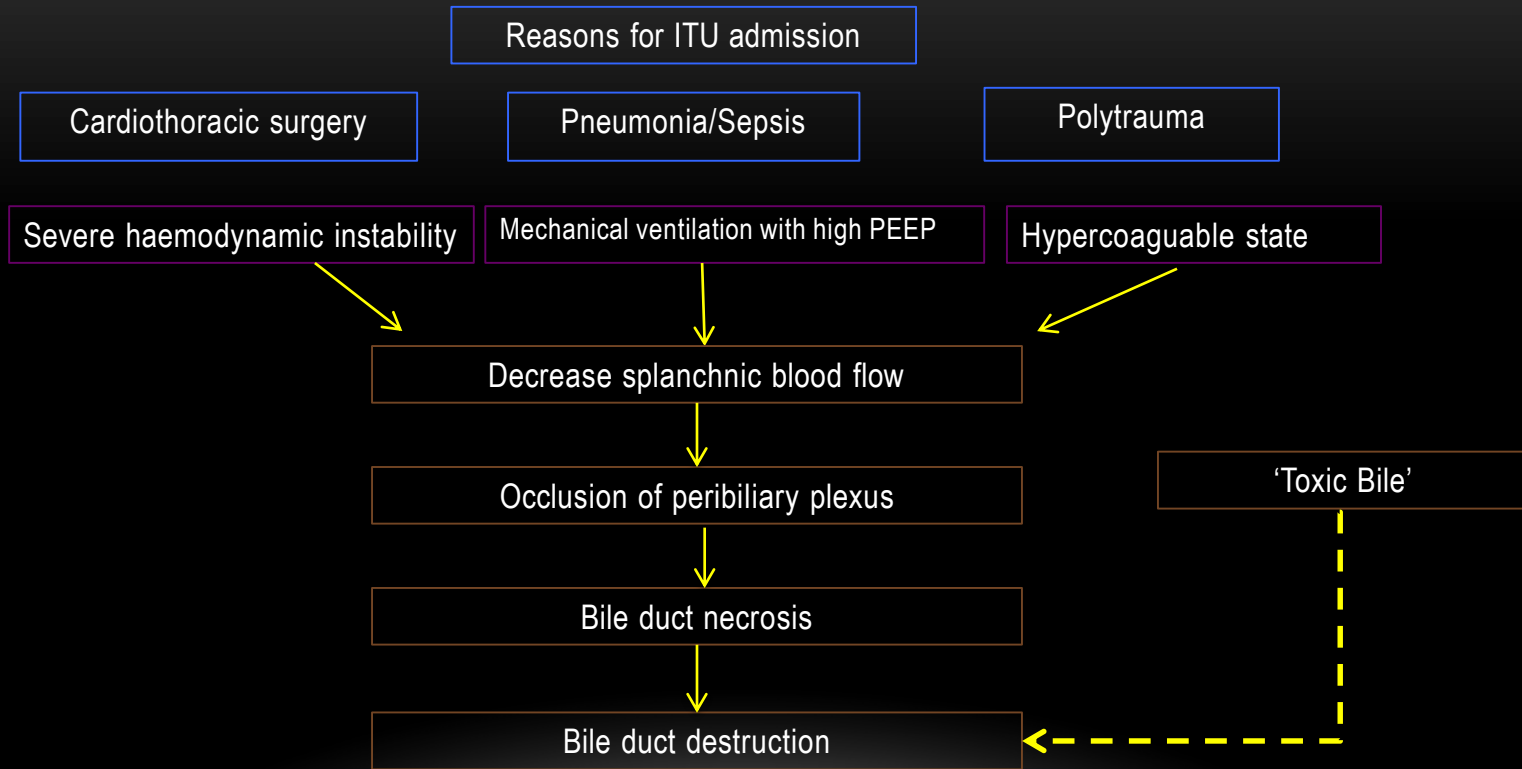 Reasons for ITU admission
Cardiothoracic surgery
Pneumonia/Sepsis
Polytrauma
Severe haemodynamic instability
Mechanical ventilation with high PEEP
Hypercoaguable state
Decrease splanchnic blood flow
Occlusion of peribiliary plexus
‘Toxic Bile’
Bile duct necrosis
Bile duct destruction